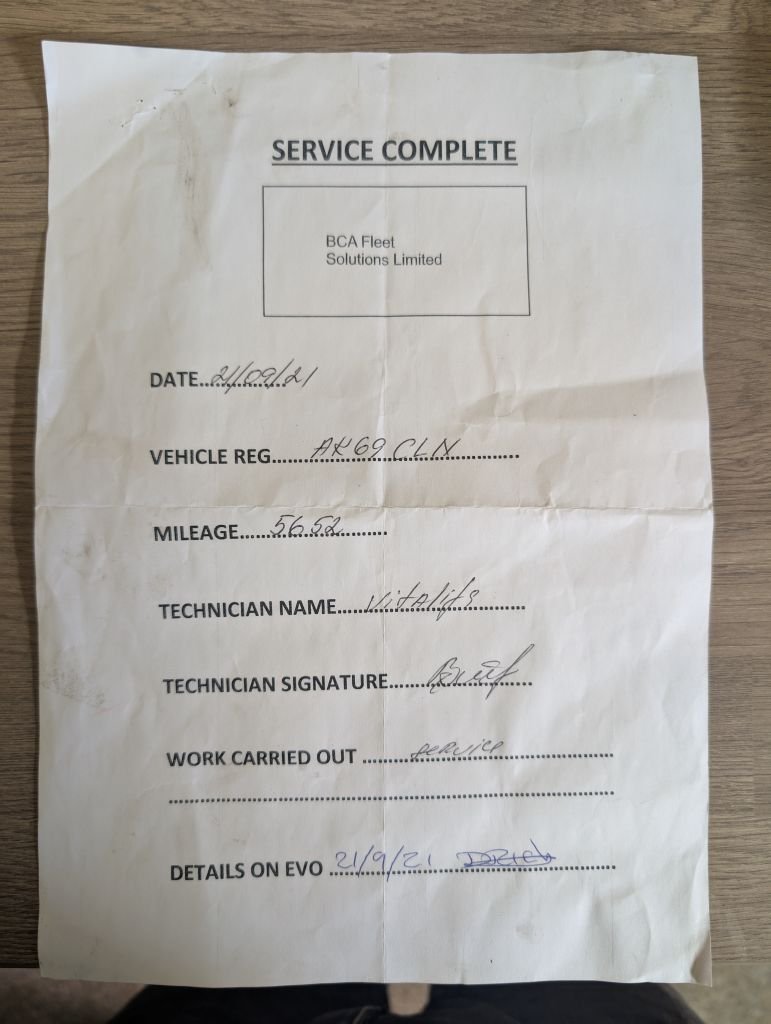 SERVICE COMPLETE
BCA Fleet
Solutions Limited
DATE...21/09/21
VEHICLE REG...AK69 CLN
MILEAGE...5652
TECHNICIAN NAME...Vitalijs
TECHNICIAN SIGNATURE...
WORK CARRIED OUT ...service
DETAILS ON EVO ...21/9/21